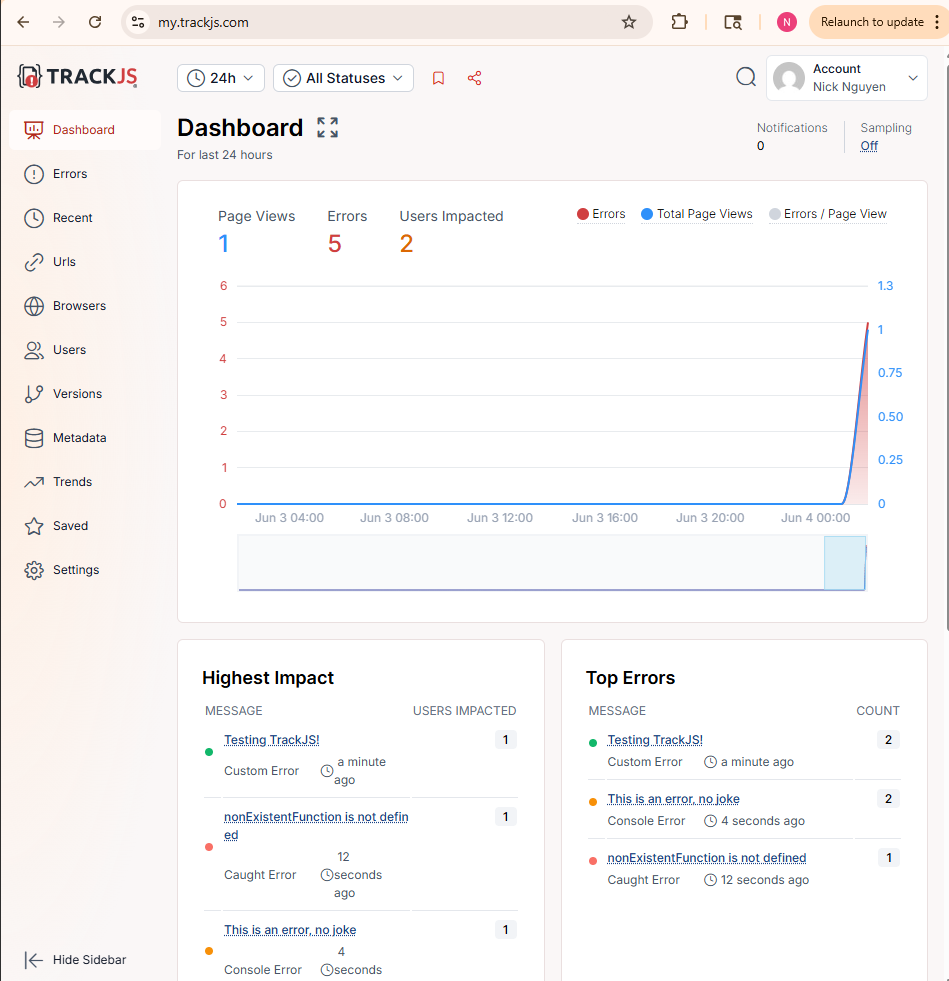 my.trackjs.com
N
Relaunch to update
TRACKJS
24h
All Statuses
Account
Nick Nguyen
Dashboard
Errors
Recent
Urls
Browsers
Users
Versions
Metadata
Trends
Saved
Settings
Hide Sidebar
Dashboard
For last 24 hours
Notifications
0
Sampling
Off
Page Views
1
Errors
5
Users Impacted
2
Errors
Total Page Views
Errors / Page View
6
5
4
3
2
1
0
1.3
1
0.75
0.50
0.25
0
Jun 3 04:00
Jun 3 08:00
Jun 3 12:00
Jun 3 16:00
Jun 3 20:00
Jun 4 00:00
Highest Impact
MESSAGE USERS IMPACTED
Testing TrackJS! 1
Custom Error a minute
ago
nonExistentFunction is not defin 1
ed
Caught Error 12
seconds
ago
This is an error, no joke 1
Console Error 4
seconds
Top Errors
MESSAGE COUNT
Testing TrackJS! 2
Custom Error a minute ago
This is an error, no joke 2
Console Error 4 seconds ago
nonExistentFunction is not defined 1
Caught Error 12 seconds ago